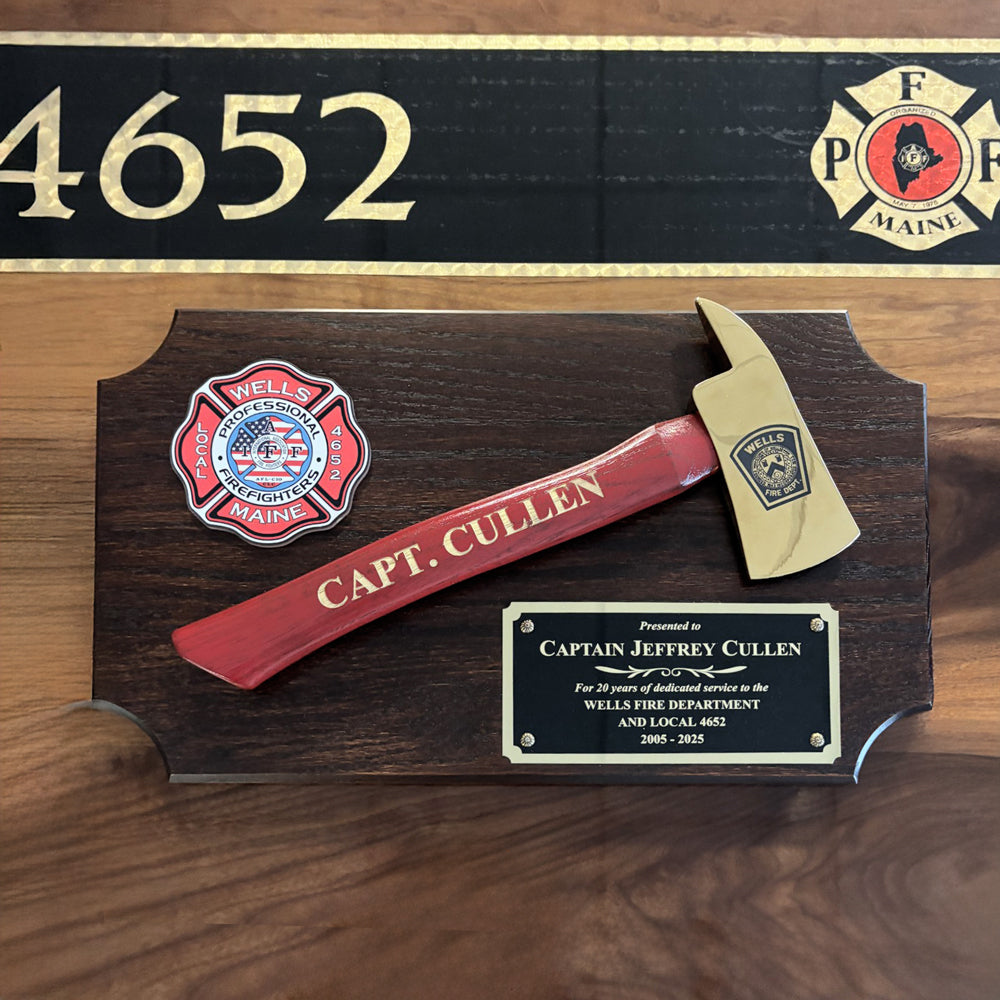 4652
F
P F
ORGANIZED
MAY 7, 1975
MAINE
WELLS
PROFESSIONAL
LOCAL
4652
A
I F F
AFL-CIO
FIREFIGHTERS
MAINE
CAPT. CULLEN
WELLS
FIRE DEPT.
Presented to
CAPTAIN JEFFREY CULLEN
For 20 years of dedicated service to the
WELLS FIRE DEPARTMENT
AND LOCAL 4652
2005 - 2025